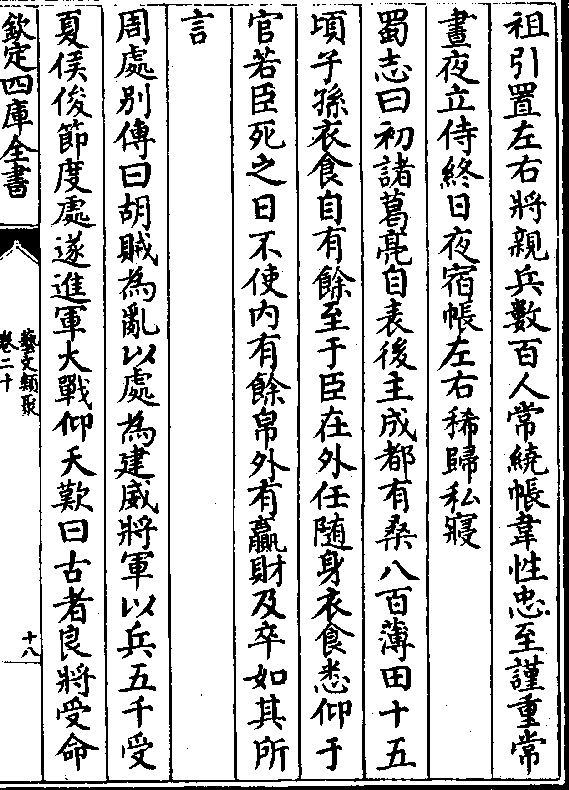 祖引置左右將親兵數百人常繞帳韋性忠至謹重常
晝夜立侍終日夜宿帳左右稀歸私寢
蜀志曰初諸葛亮自表後主成都有桑八百薄田十五
頃子孫衣食自有餘至于臣在外任隨身衣食悉仰于
官若臣死之日不使内有餘帛外有贏財及卒如其所
言
周處别傳曰胡賊為亂以處為建威將軍以兵五千受
夏侯俊節度處遂進軍大戰仰天歎曰古者良將受命
欽定四庫全書
藝文類聚
卷二十
十八